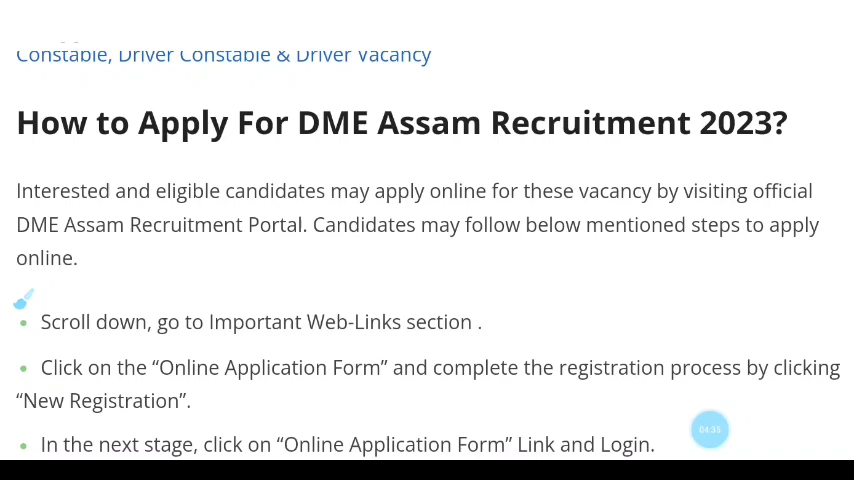 Constable, Driver Constable & Driver Vacancy
How to Apply For DME Assam Recruitment 2023?
Interested and eligible candidates may apply online for these vacancy by visiting official
DME Assam Recruitment Portal. Candidates may follow below mentioned steps to apply
online.
• Scroll down, go to Important Web-Links section .
• Click on the “Online Application Form” and complete the registration process by clicking
“New Registration”.
• In the next stage, click on “Online Application Form” Link and Login.
04:35